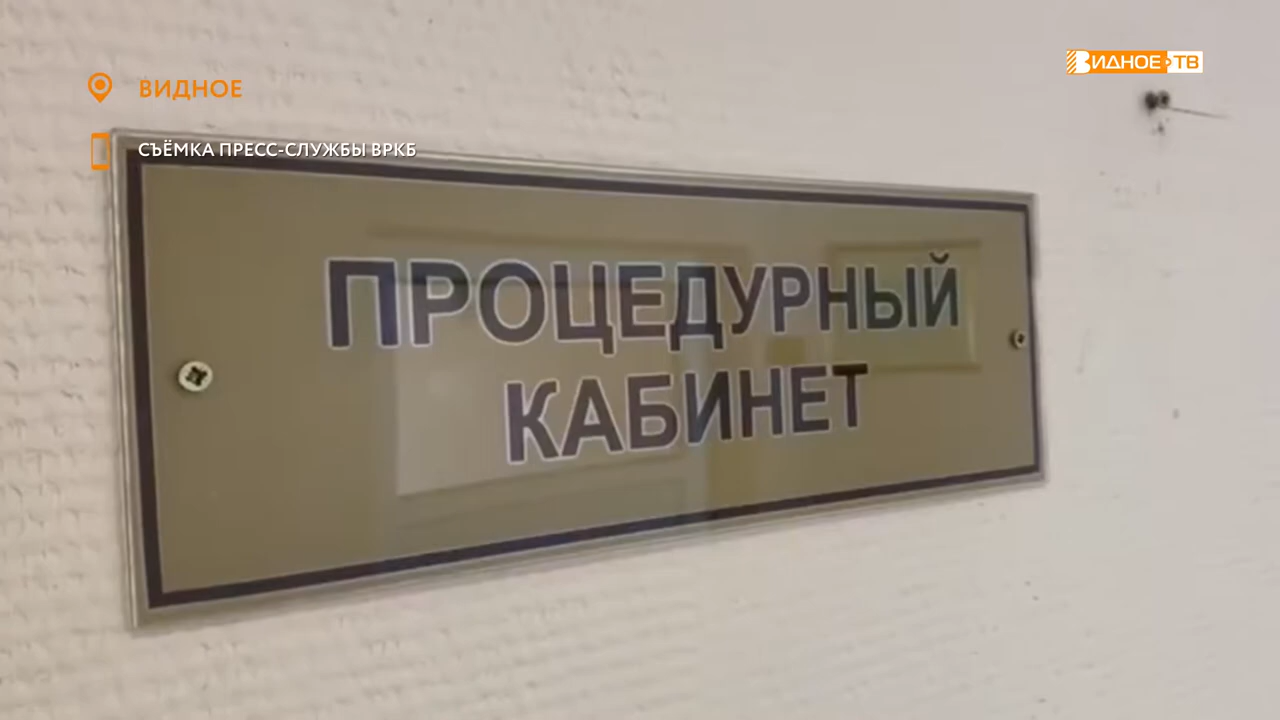 ВИДНОЕ
ВИДНОЕ ТВ
СЪЁМКА ПРЕСС-СЛУЖБЫ ВРКБ
ПРОЦЕДУРНЫЙ
КАБИНЕТ